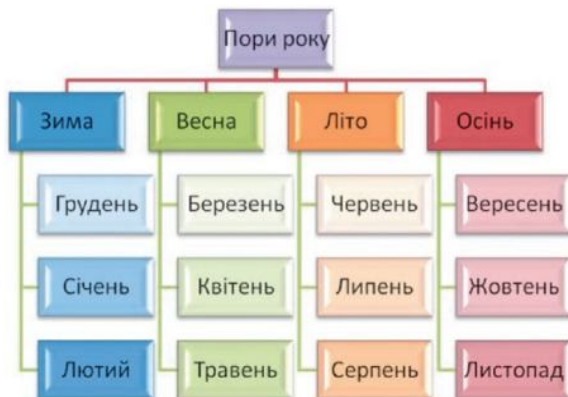 Пори року
Зима
Весна
Літо
Осінь
Грудень
Березень
Червень
Вересень
Січень
Квітень
Липень
Жовтень
Лютий
Травень
Серпень
Листопад